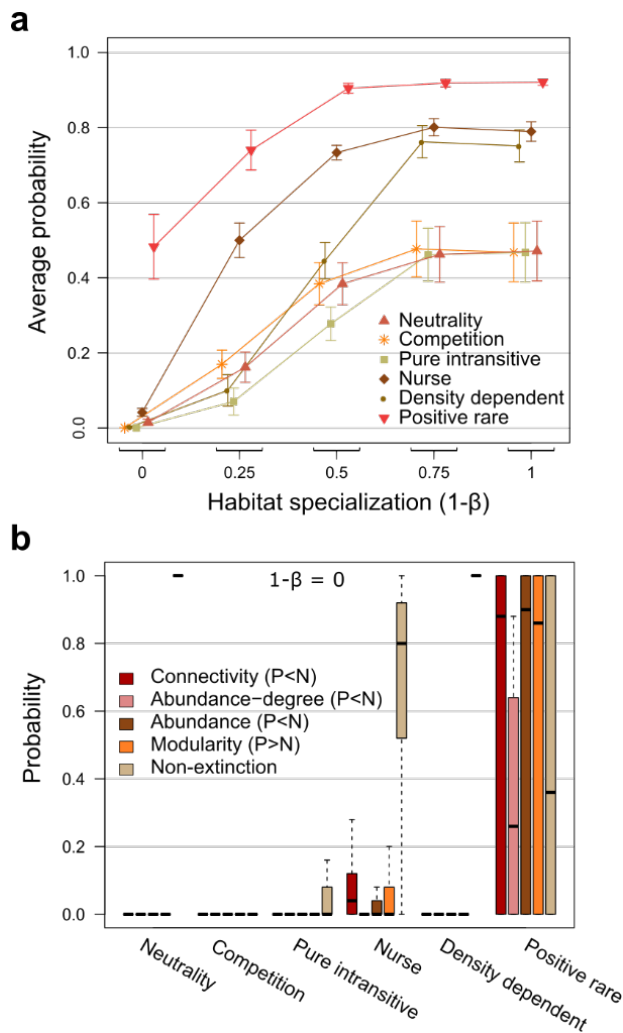 a
Average probability
1.0
0.8
0.6
0.4
0.2
0.0
Neutrality
Competition
Pure intransitive
Nurse
Density dependent
Positive rare
0 0.25 0.5 0.75 1
Habitat specialization (1-β)
b
Probability
1.0
0.8
0.6
0.4
0.2
0.0
1-β = 0
Connectivity (P<N)
Abundance−degree (P<N)
Abundance (P<N)
Modularity (P>N)
Non-extinction
Neutrality
Competition
Pure intransitive
Nurse
Density dependent
Positive rare